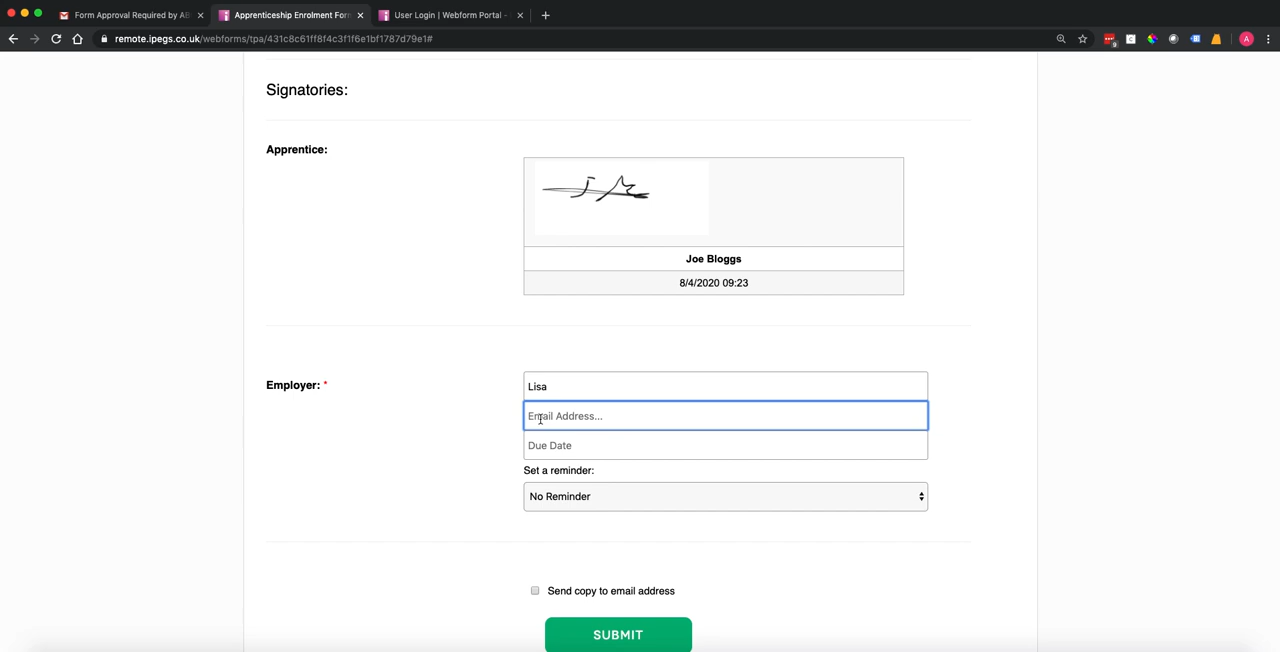 Form Approval Required by AB
Apprenticeship Enrolment For
User Login | Webform Portal -
remote.ipegs.co.uk/webforms/tpa/431c8c61ff8f4c3f1f6e1bf1787d79e1#
9
A
Signatories:
Apprentice:
Joe Bloggs
8/4/2020 09:23
Employer: *
Lisa
Email Address...
Due Date
Set a reminder:
No Reminder
Send copy to email address
SUBMIT